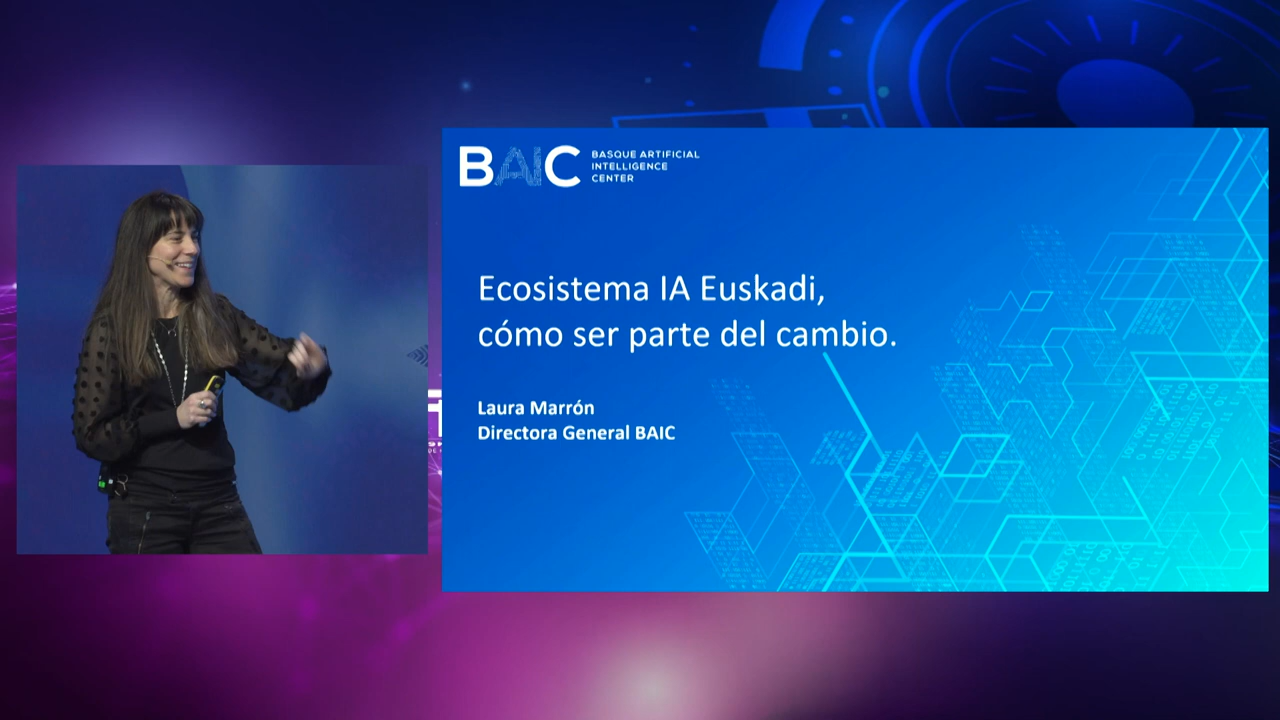 BAIC
BASQUE ARTIFICIAL
INTELLIGENCE
CENTER
Ecosistema IA Euskadi,
cómo ser parte del cambio.
Laura Marrón
Directora General BAIC